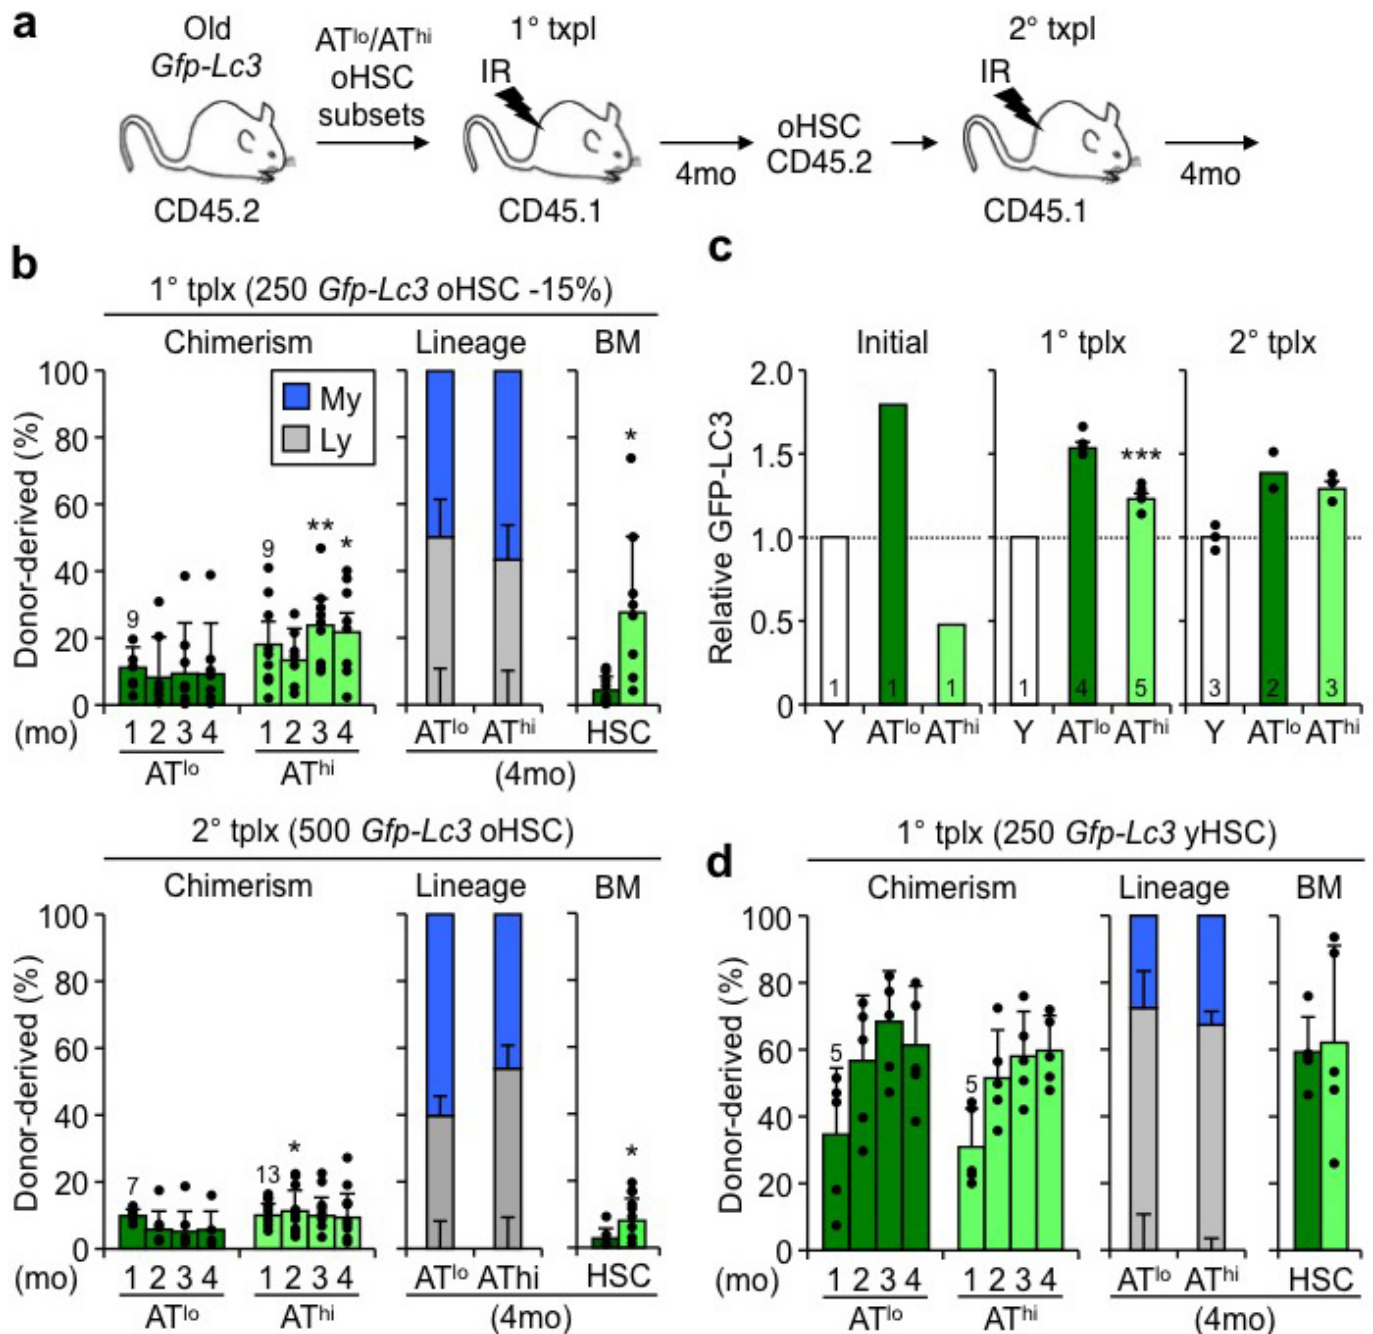 a
Old
Gfp-Lc3
CD45.2
ATlo/AThi
oHSC
subsets
1° txpl
IR
CD45.1
4mo
oHSC
CD45.2
2° txpl
IR
CD45.1
4mo
b
1° tplx (250 Gfp-Lc3 oHSC -15%)
Chimerism Lineage BM
My
Ly
Donor-derived (%)
100
80
60
40
20
0
9 9 ** * *
(mo) 1 2 3 4 1 2 3 4 ATlo AThi HSC
ATlo AThi (4mo)
2° tplx (500 Gfp-Lc3 oHSC)
Chimerism Lineage BM
Donor-derived (%)
100
80
60
40
20
0
7 13 * *
(mo) 1 2 3 4 1 2 3 4 ATlo AThi HSC
ATlo AThi (4mo)
c
Initial 1° tplx 2° tplx
Relative GFP-LC3
2.0
1.5
1.0
0.5
0
***
1 1 1 1 4 5 3 2 3
Y ATlo AThi Y ATlo AThi Y ATlo AThi
d
1° tplx (250 Gfp-Lc3 yHSC)
Chimerism Lineage BM
Donor-derived (%)
100
80
60
40
20
0
5 5
(mo) 1 2 3 4 1 2 3 4 ATlo AThi HSC
ATlo AThi (4mo)